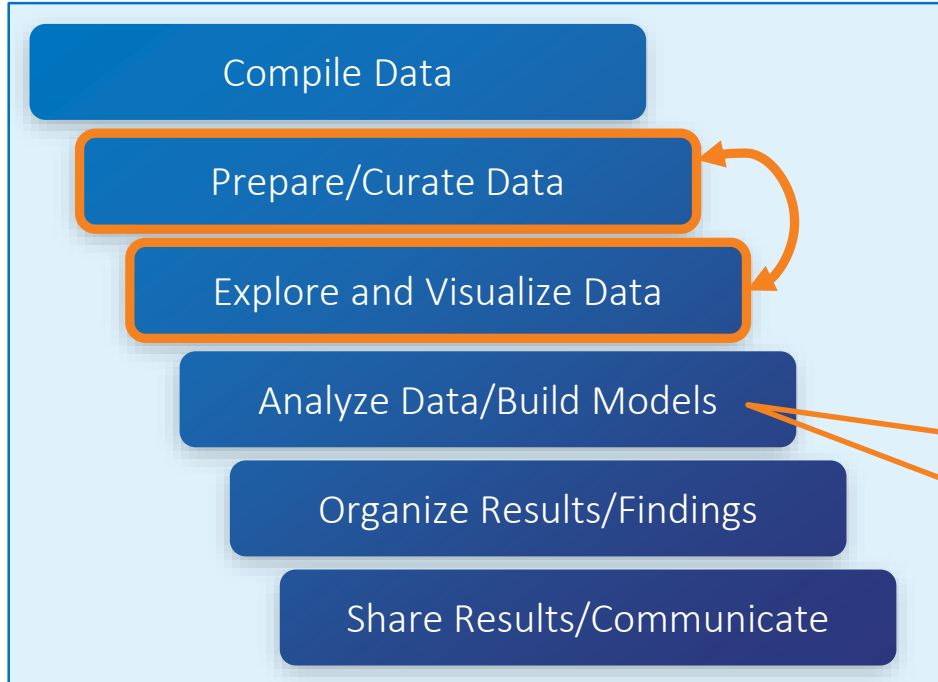 Compile Data
Prepare/Curate Data
Explore and Visualize Data
Analyze Data/Build Models
Organize Results/Findings
Share Results/Communicate